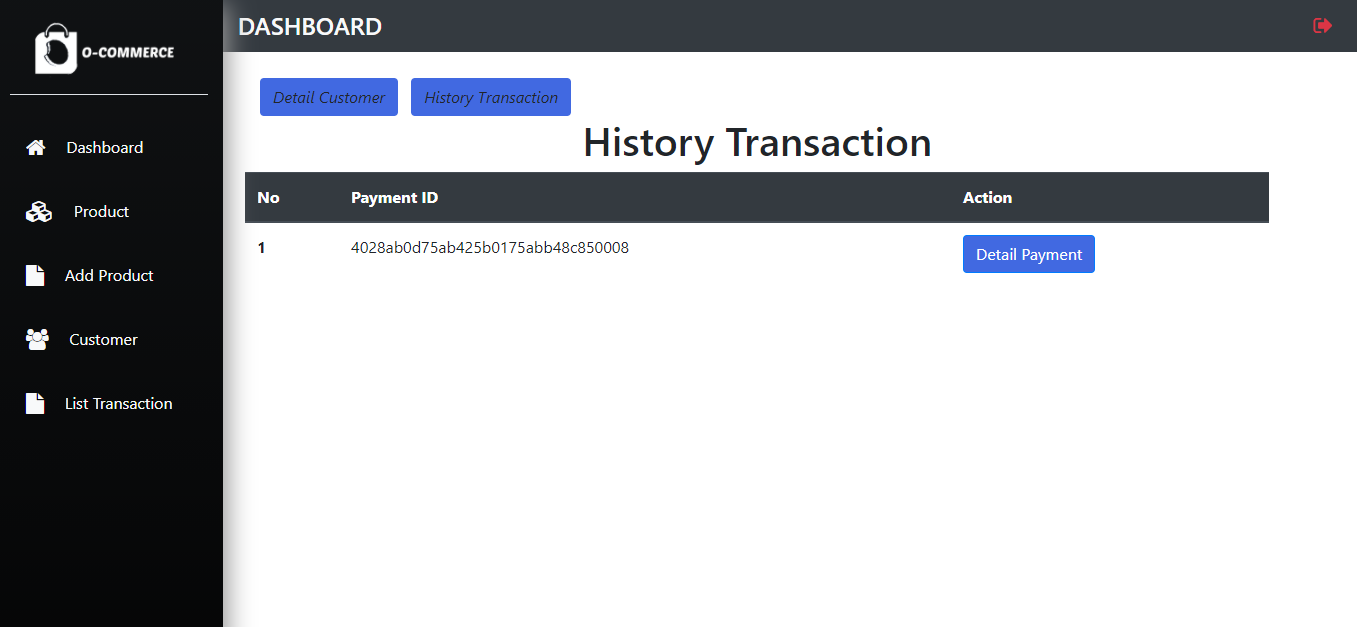 O-COMMERCE
DASHBOARD
Dashboard
Product
Add Product
Customer
List Transaction
Detail Customer
History Transaction
History Transaction
No Payment ID Action
1 4028ab0d75ab425b0175abb48c850008 Detail Payment